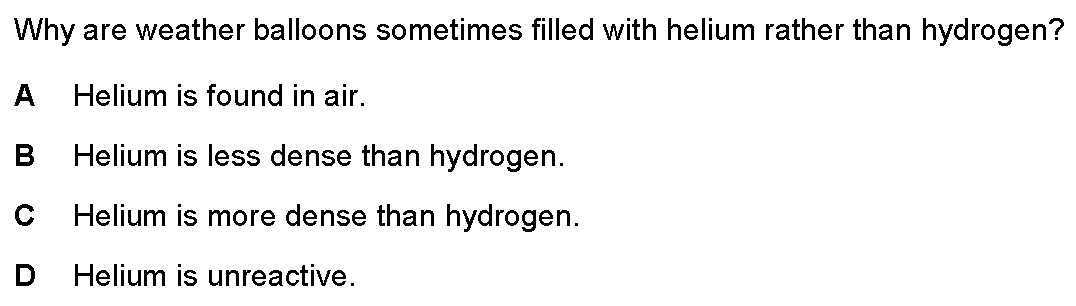 Why are weather balloons sometimes filled with helium rather than hydrogen?
A Helium is found in air.
B Helium is less dense than hydrogen.
C Helium is more dense than hydrogen.
D Helium is unreactive.